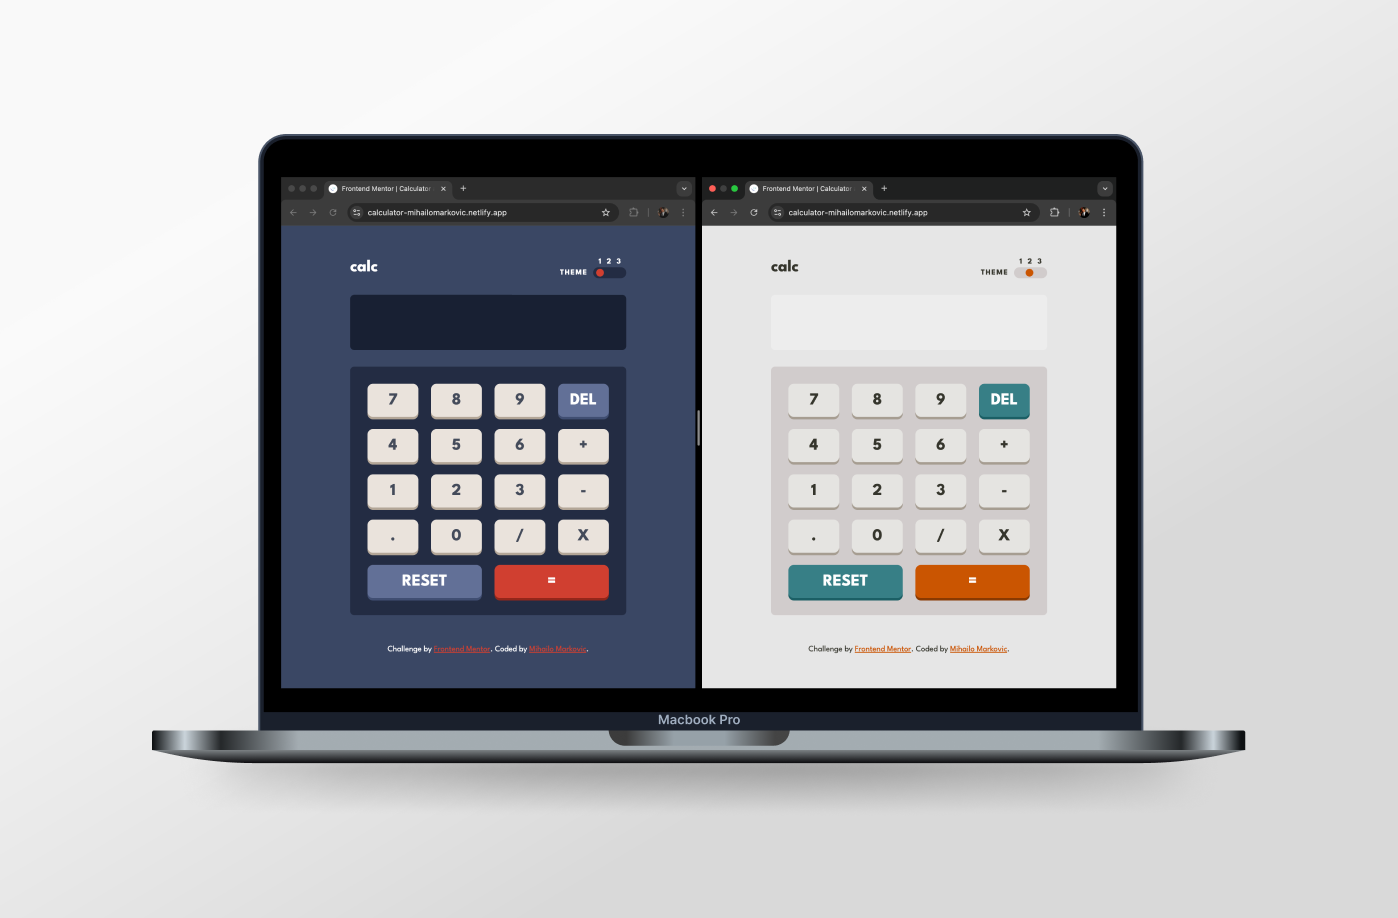 Frontend Mentor | Calculator
calculator-mihailomarkovic.netlify.app
calc
1 2 3
THEME
7 8 9 DEL
4 5 6 +
1 2 3 -
. 0 / X
RESET =
Challenge by Frontend Mentor. Coded by Mihailo Markovic.
Frontend Mentor | Calculator
calculator-mihailomarkovic.netlify.app
calc
1 2 3
THEME
7 8 9 DEL
4 5 6 +
1 2 3 -
. 0 / X
RESET =
Challenge by Frontend Mentor. Coded by Mihailo Markovic.
Macbook Pro